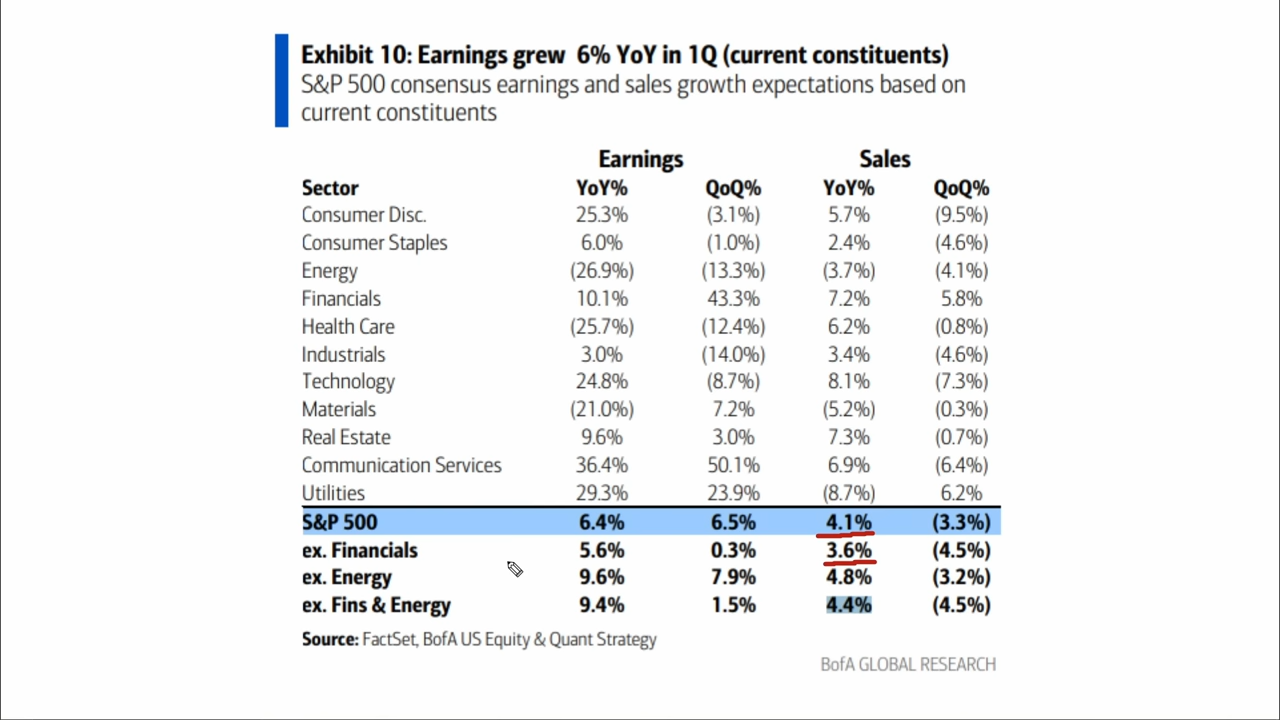 Exhibit 10: Earnings grew 6% YoY in 1Q (current constituents)
S&P 500 consensus earnings and sales growth expectations based on
current constituents
Earnings Sales
Sector YoY% QoQ% YoY% QoQ%
Consumer Disc. 25.3% (3.1%) 5.7% (9.5%)
Consumer Staples 6.0% (1.0%) 2.4% (4.6%)
Energy (26.9%) (13.3%) (3.7%) (4.1%)
Financials 10.1% 43.3% 7.2% 5.8%
Health Care (25.7%) (12.4%) 6.2% (0.8%)
Industrials 3.0% (14.0%) 3.4% (4.6%)
Technology 24.8% (8.7%) 8.1% (7.3%)
Materials (21.0%) 7.2% (5.2%) (0.3%)
Real Estate 9.6% 3.0% 7.3% (0.7%)
Communication Services 36.4% 50.1% 6.9% (6.4%)
Utilities 29.3% 23.9% (8.7%) 6.2%
S&P 500 6.4% 6.5% 4.1% (3.3%)
ex. Financials 5.6% 0.3% 3.6% (4.5%)
ex. Energy 9.6% 7.9% 4.8% (3.2%)
ex. Fins & Energy 9.4% 1.5% 4.4% (4.5%)
Source: FactSet, BofA US Equity & Quant Strategy
BofA GLOBAL RESEARCH